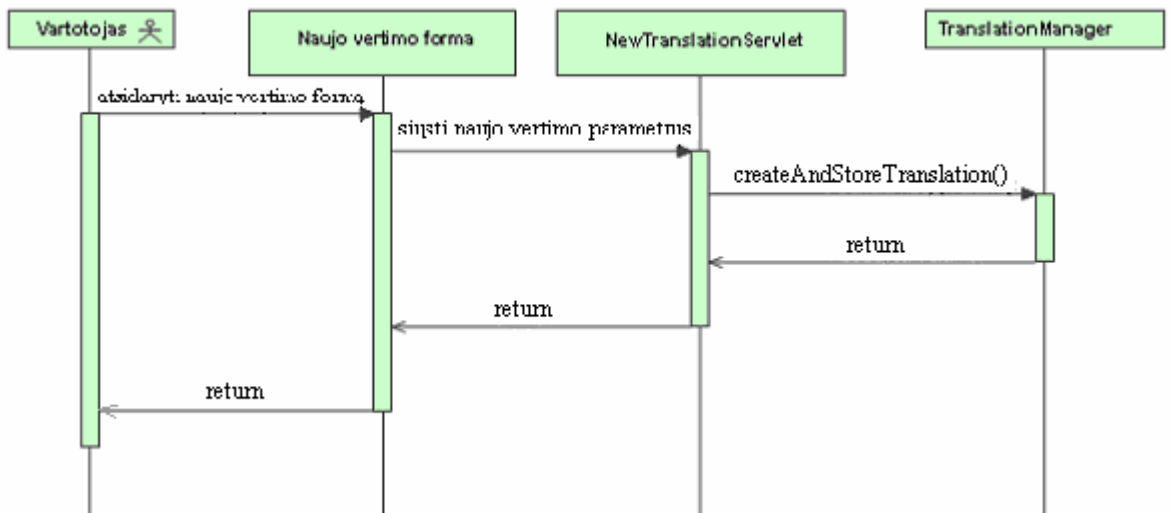 Vartotojas
Naujo vertimo forma
NewTranslationServlet
TranslationManager
atsidaryti naujo vertimo formą
siųsti naujo vertimo parametrus
createAndStoreTranslation()
return
return
return